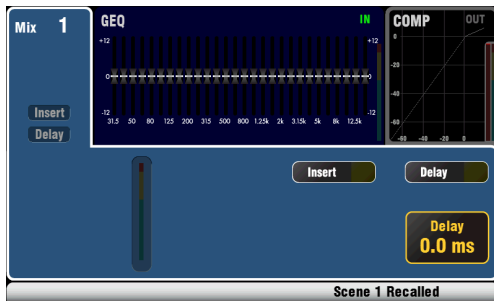 Mix 1
GEQ IN
COMP OUT
+12 +12
0 0
-12 -12
31.5 50 80 125 200 315 500 800 1.25k 2k 3.15k 5k 8k 12.5k
0
-20
-40
-60
-60 -40 -20 0
Insert
Delay
Insert Delay
Delay
0.0 ms
Scene 1 Recalled